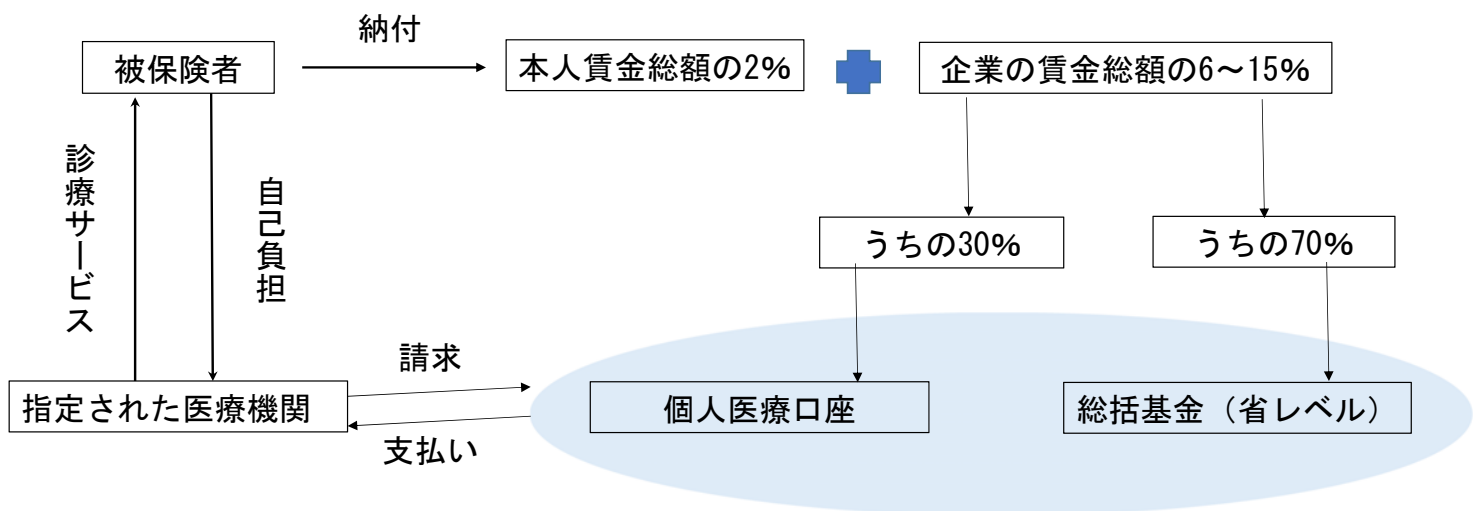 納付
被保険者
本人賃金総額の2%
企業の賃金総額の6～15%
診療サービス
自己負担
うちの30%
うちの70%
請求
指定された医療機関
個人医療口座
総括基金（省レベル）
支払い